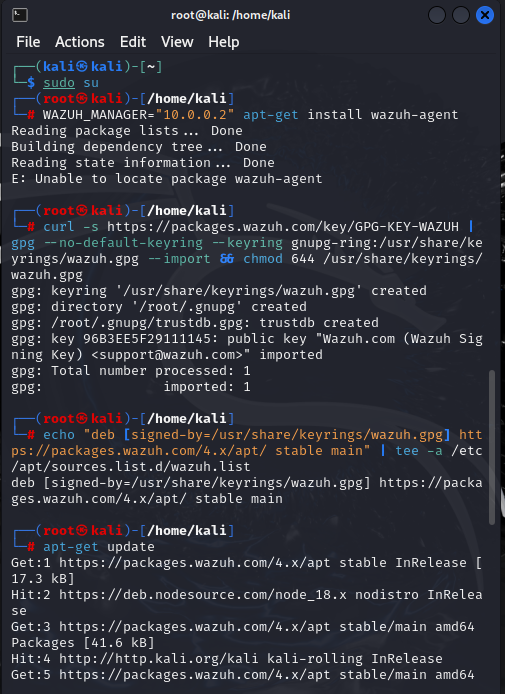 root@kali: /home/kali
File Actions Edit View Help
┌──(kali㉿kali)-[~]
└─$ sudo su
┌──(root㉿kali)-[/home/kali]
└─# WAZUH_MANAGER="10.0.0.2" apt-get install wazuh-agent
Reading package lists... Done
Building dependency tree... Done
Reading state information... Done
E: Unable to locate package wazuh-agent
┌──(root㉿kali)-[/home/kali]
└─# curl -s https://packages.wazuh.com/key/GPG-KEY-WAZUH |
gpg --no-default-keyring --keyring gnupg-ring:/usr/share/ke
yrings/wazuh.gpg --import && chmod 644 /usr/share/keyrings/
wazuh.gpg
gpg: keyring '/usr/share/keyrings/wazuh.gpg' created
gpg: directory '/root/.gnupg' created
gpg: /root/.gnupg/trustdb.gpg: trustdb created
gpg: key 96B3EE5F29111145: public key "Wazuh.com (Wazuh Sig
ning Key) <support@wazuh.com>" imported
gpg: Total number processed: 1
gpg:               imported: 1
┌──(root㉿kali)-[/home/kali]
└─# echo "deb [signed-by=/usr/share/keyrings/wazuh.gpg] htt
ps://packages.wazuh.com/4.x/apt/ stable main" | tee -a /etc
/apt/sources.list.d/wazuh.list
deb [signed-by=/usr/share/keyrings/wazuh.gpg] https://packa
ges.wazuh.com/4.x/apt/ stable main
┌──(root㉿kali)-[/home/kali]
└─# apt-get update
Get:1 https://packages.wazuh.com/4.x/apt stable InRelease [
17.3 kB]
Hit:2 https://deb.nodesource.com/node_18.x nodistro InRelea
se
Get:3 https://packages.wazuh.com/4.x/apt stable/main amd64
Packages [41.6 kB]
Hit:4 http://http.kali.org/kali kali-rolling InRelease
Get:5 https://packages.wazuh.com/4.x/apt stable/main amd64